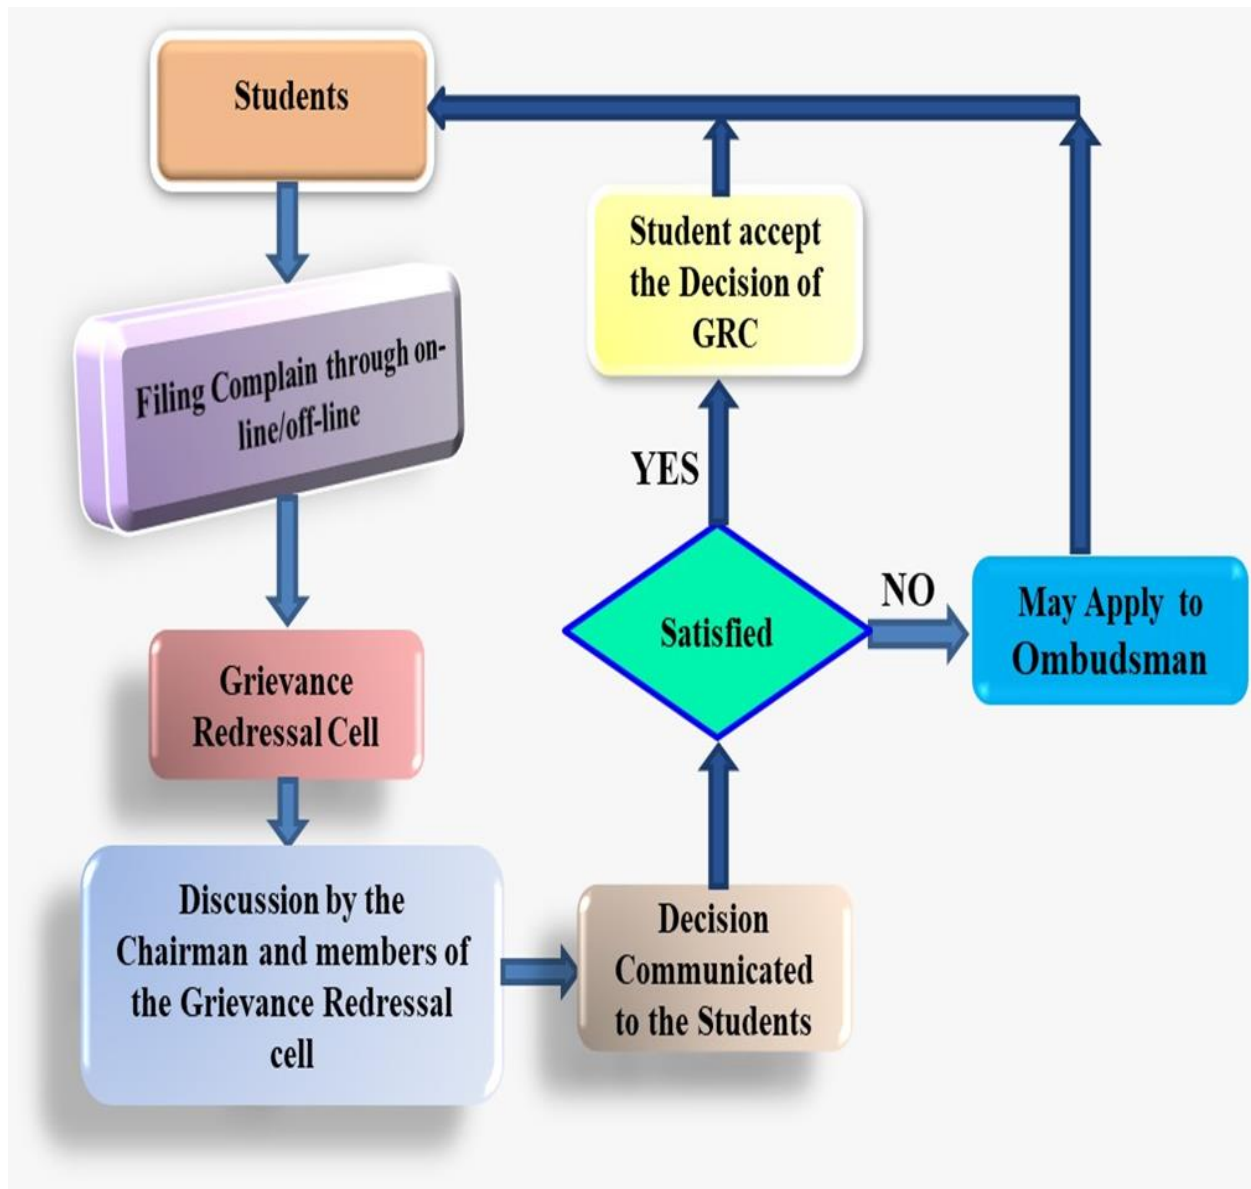 Students
Filing Complain through on-
line/off-line
Grievance
Redressal Cell
Discussion by the
Chairman and members of
the Grievance Redressal
cell
Decision
Communicated
to the Students
Satisfied
YES
Student accept
the Decision of
GRC
NO
May Apply to
Ombudsman